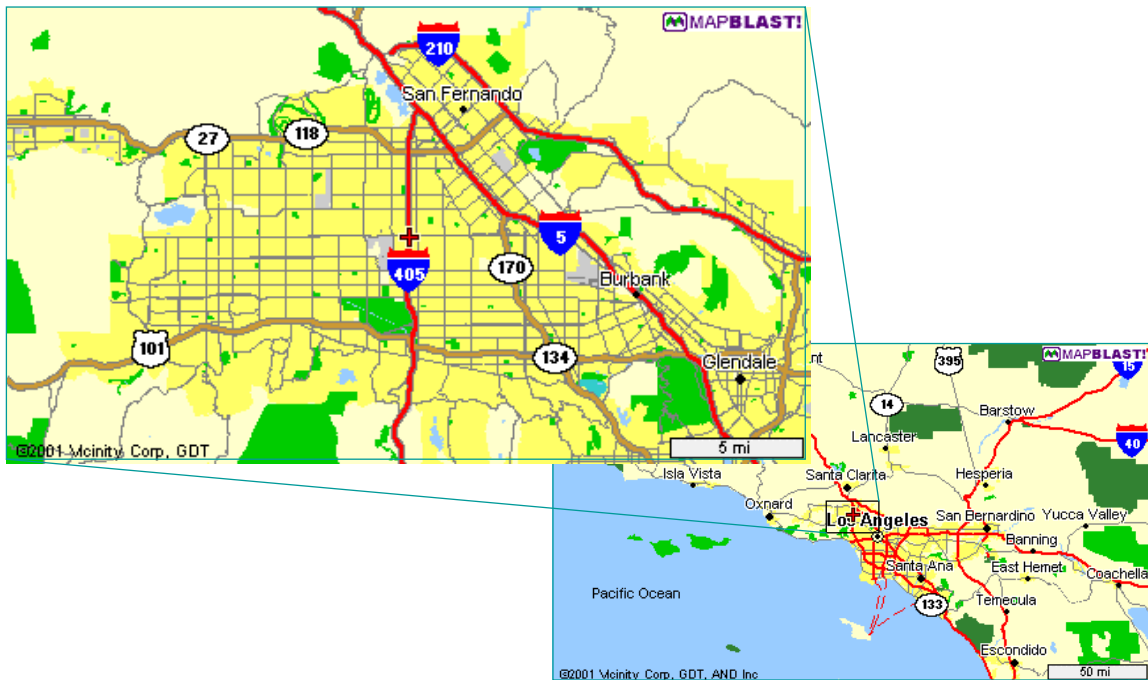 MAPBLAST!
210
San Fernando
27
118
5
405
170
Burbank
101
134
Glendale
©2001 Vicinity Corp, GDT
5 mi
nt
395
MAPBLAST!
15
14
Barstow
Lancaster
40
Isla Vista
Santa Clarita
Hesperia
Oxnard
San Bernardino
Yucca Valley
Los Angeles
Banning
Santa Ana
East Hemet
Coachella
Pacific Ocean
133
Temecula
Escondido
©2001 Vicinity Corp, GDT, AND Inc
50 mi